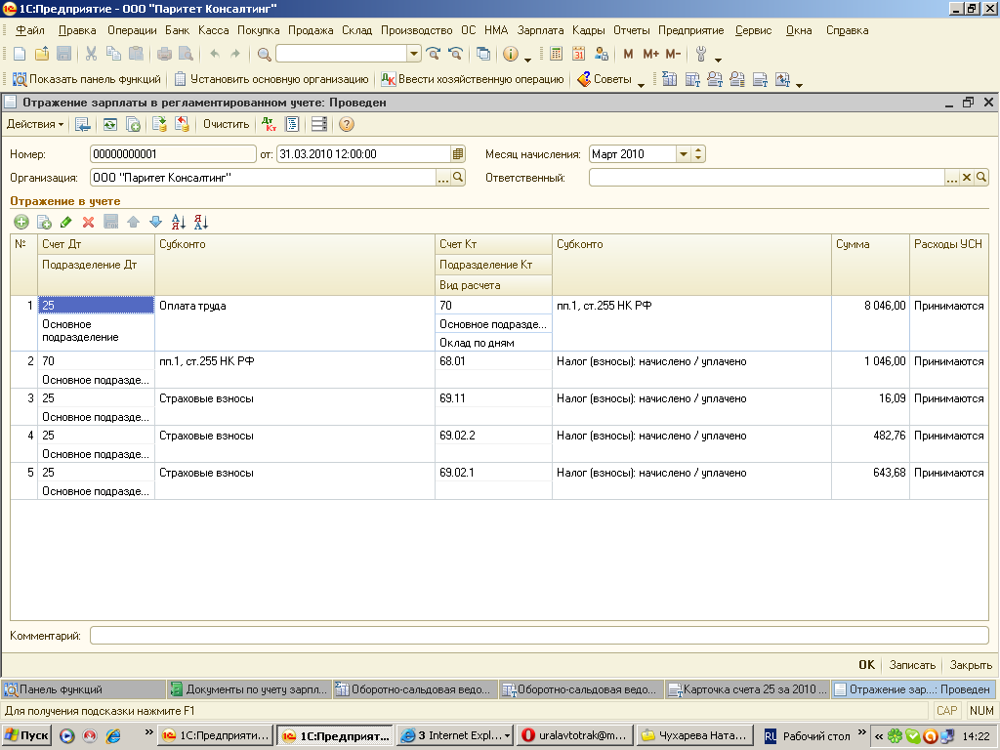 1С:Предприятие - ООО "Паритет Консалтинг"
Файл Правка Операции Банк Касса Покупка Продажа Склад Производство ОС НМА Зарплата Кадры Отчеты Предприятие Сервис Окна Справка
M M+ M-
Показать панель функций Установить основную организацию Ввести хозяйственную операцию Советы
Отражение зарплаты в регламентированном учете: Проведен
Действия Очистить
Номер: 00000000001 от: 31.03.2010 12:00:00 Месяц начисления: Март 2010
Организация: ООО "Паритет Консалтинг" ... Ответственный: ...
Отражение в учете
№ Счет Дт Субконто Счет Кт Субконто Сумма Расходы УСН
Подразделение Дт Подразделение Кт
Вид расчета
1 25 Оплата труда 70 пп.1, ст.255 НК РФ 8 046,00 Принимаются
Основное Основное подразде...
подразделение Оклад по дням
2 70 пп.1, ст.255 НК РФ 68.01 Налог (взносы): начислено / уплачено 1 046,00 Принимаются
Основное подразде...
3 25 Страховые взносы 69.11 Налог (взносы): начислено / уплачено 16,09 Принимаются
Основное подразде...
4 25 Страховые взносы 69.02.2 Налог (взносы): начислено / уплачено 482,76 Принимаются
Основное подразде...
5 25 Страховые взносы 69.02.1 Налог (взносы): начислено / уплачено 643,68 Принимаются
Основное подразде...
Комментарий:
OK Записать Закрыть
Панель функций Документы по учету зарпл... Оборотно-сальдовая ведо... Оборотно-сальдовая ведо... Карточка счета 25 за 2010 ... Отражение зар...: Проведен
Для получения подсказки нажмите F1 CAP NUM
Пуск » 1С:Предприяти... 1С:Предприят... 3 Internet Expl... uralavtotrak@m... Чухарева Ната... RU Рабочий стол » « 14:22